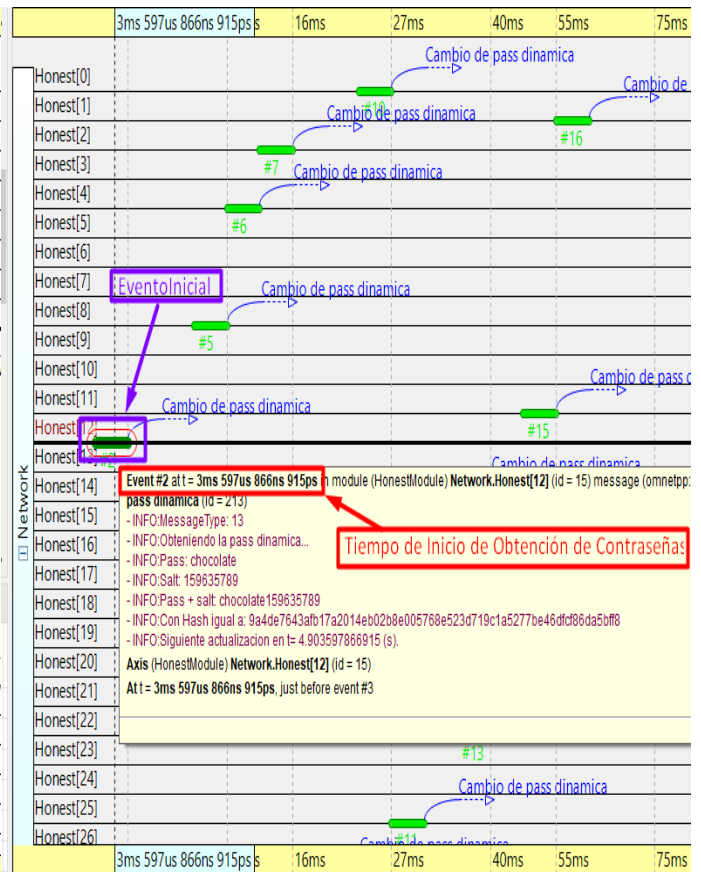 3ms 597us 866ns 915ps s 16ms 27ms 40ms 55ms 75ms
Cambio de pass dinamica
Honest[0]
Cambio de
Honest[1]
#10
Cambio de pass dinamica
Honest[2]
#16
Honest[3]
#7
Cambio de pass dinamica
Honest[4]
Honest[5]
#6
Honest[6]
Honest[7]
EventoInicial
Cambio de pass dinamica
Honest[8]
Honest[9]
#5
Honest[10]
Cambio de pass d
Honest[11]
Cambio de pass dinamica
#15
#2
Cambio de pass dinamica
Network
Honest[14]
Event #2 at t = 3ms 597us 866ns 915ps in module (HonestModule) Network.Honest[12] (id = 15) message (omnetpp:
pass dinamica (id = 213)
- INFO:MessageType: 13
Honest[15]
- INFO:Obteniendo la pass dinamica...
Honest[16]
Tiempo de Inicio de Obtención de Contraseñas
- INFO:Pass: chocolate
Honest[17]
- INFO:Salt: 159635789
Honest[18]
- INFO:Pass + salt: chocolate159635789
- INFO:Con Hash igual a: 9a4de7643afb17a2014eb02b8e005768e523d719c1a5277be46dfcf86da5bff8
Honest[19]
- INFO:Siguiente actualizacion en t= 4.903597866915 (s).
Honest[20]
Axis (HonestModule) Network.Honest[12] (id = 15)
Honest[21]
At t = 3ms 597us 866ns 915ps, just before event #3
Honest[22]
Honest[23]
#13
Honest[24]
Cambio de pass dinamica
Honest[25]
Honest[26]
#11
Cambio de pass dinamica
3ms 597us 866ns 915ps s 16ms 27ms 40ms 55ms 75ms